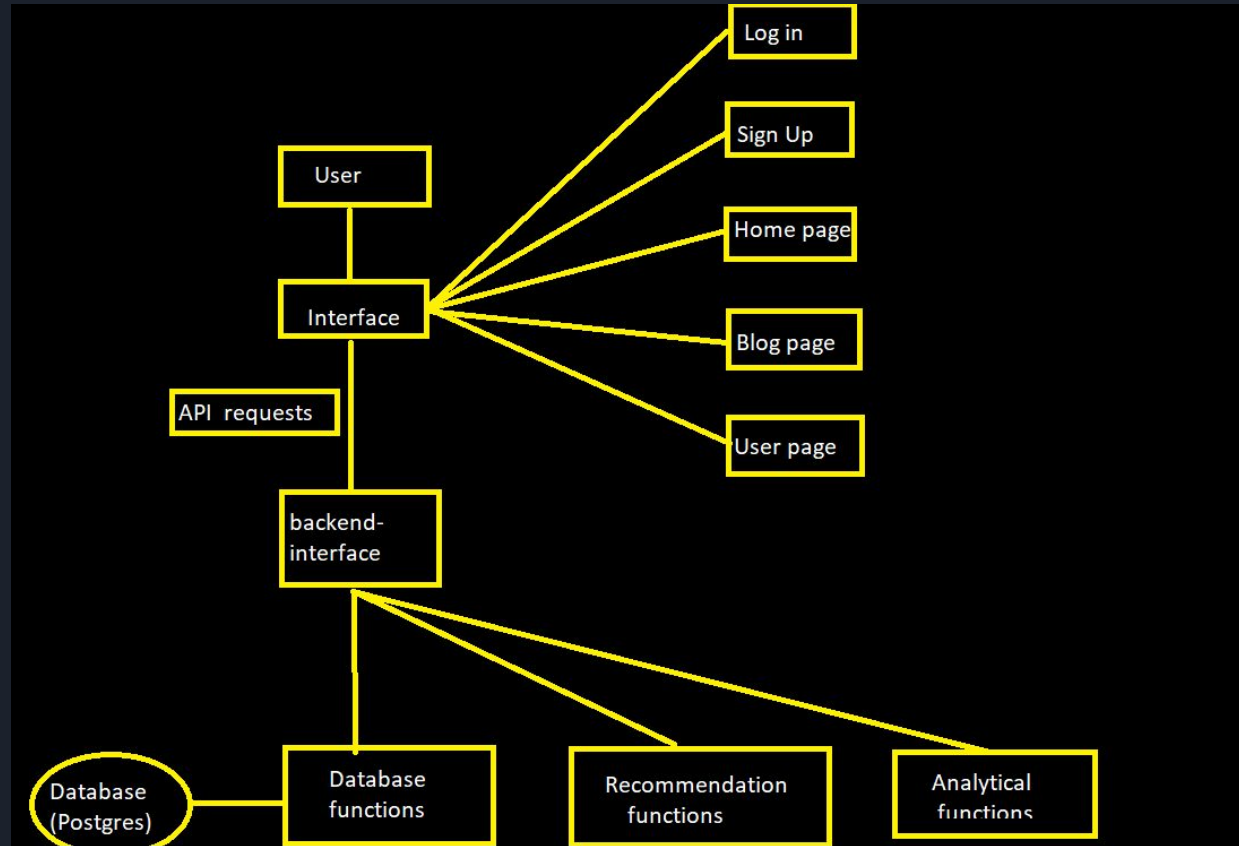 Log in
Sign Up
User
Home page
Interface
Blog page
API  requests
User page
backend-
interface
Database
(Postgres)
Database
functions
Recommendation
functions
Analytical
functions